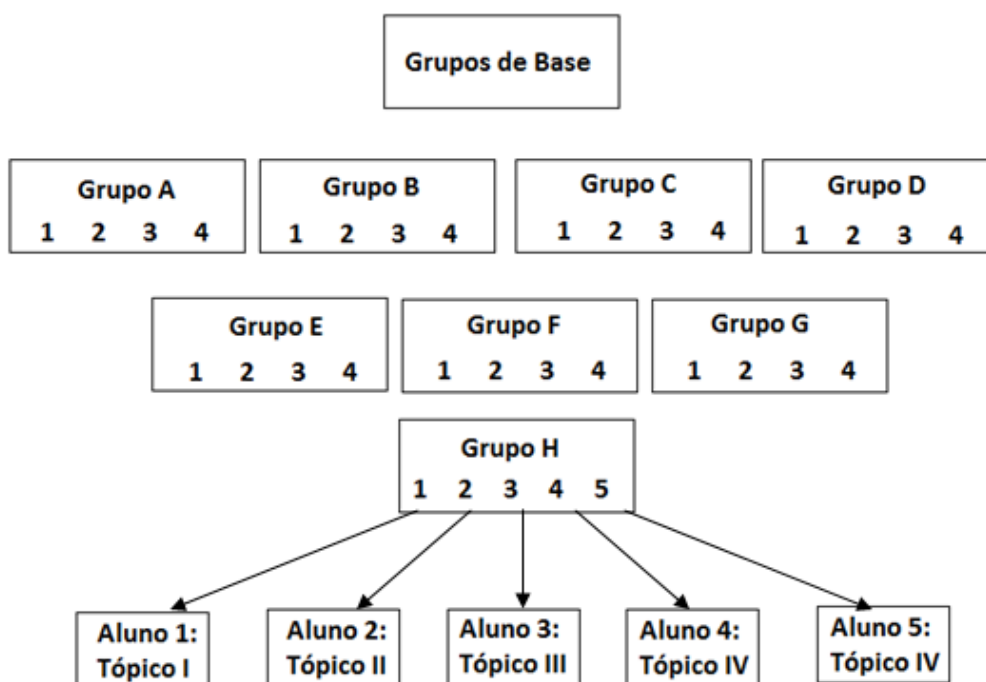 Grupos de Base
Grupo A
1 2 3 4
Grupo B
1 2 3 4
Grupo C
1 2 3 4
Grupo D
1 2 3 4
Grupo E
1 2 3 4
Grupo F
1 2 3 4
Grupo G
1 2 3 4
Grupo H
1 2 3 4 5
Aluno 1:
Tópico I
Aluno 2:
Tópico II
Aluno 3:
Tópico III
Aluno 4:
Tópico IV
Aluno 5:
Tópico IV